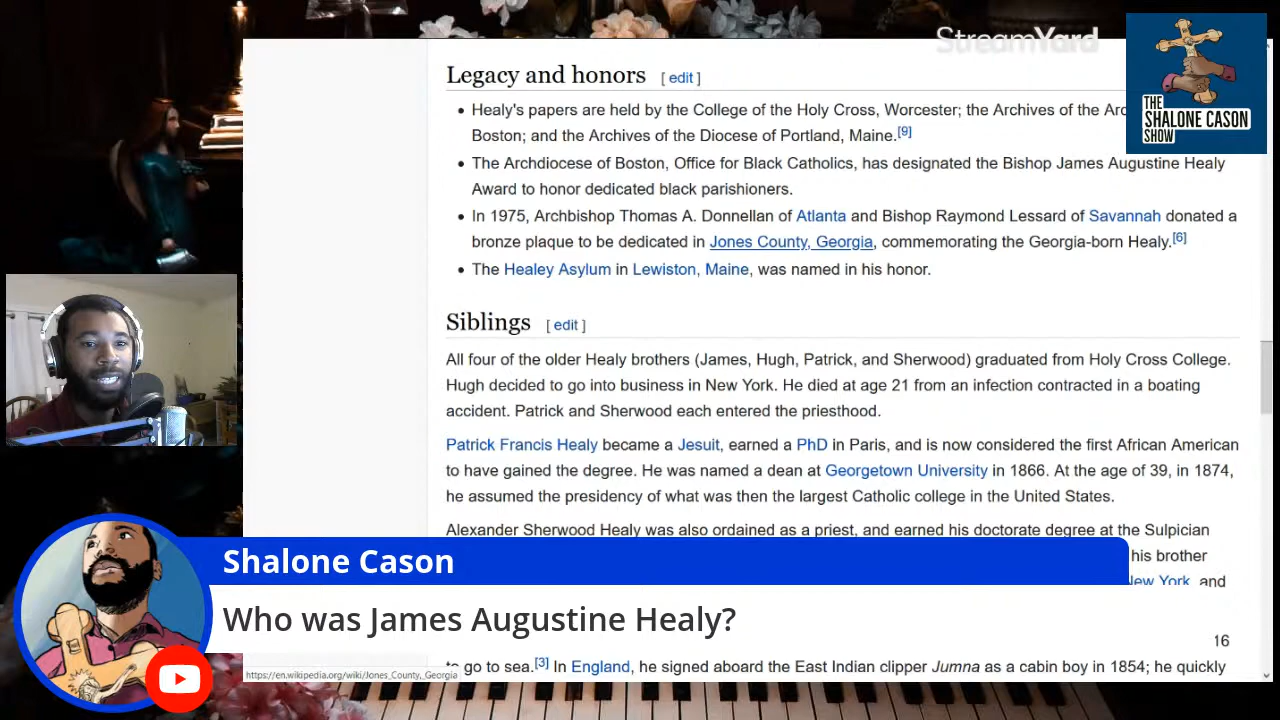 StreamYard
THE
SHALONE CASON
SHOW
Legacy and honors [ edit ]
• Healy's papers are held by the College of the Holy Cross, Worcester; the Archives of the Arc
Boston; and the Archives of the Diocese of Portland, Maine.[9]
• The Archdiocese of Boston, Office for Black Catholics, has designated the Bishop James Augustine Healy
Award to honor dedicated black parishioners.
• In 1975, Archbishop Thomas A. Donnellan of Atlanta and Bishop Raymond Lessard of Savannah donated a
bronze plaque to be dedicated in Jones County, Georgia, commemorating the Georgia-born Healy.[6]
• The Healey Asylum in Lewiston, Maine, was named in his honor.
Siblings [ edit ]
All four of the older Healy brothers (James, Hugh, Patrick, and Sherwood) graduated from Holy Cross College.
Hugh decided to go into business in New York. He died at age 21 from an infection contracted in a boating
accident. Patrick and Sherwood each entered the priesthood.
Patrick Francis Healy became a Jesuit, earned a PhD in Paris, and is now considered the first African American
to have gained the degree. He was named a dean at Georgetown University in 1866. At the age of 39, in 1874,
he assumed the presidency of what was then the largest Catholic college in the United States.
Alexander Sherwood Healy was also ordained as a priest, and earned his doctorate degree at the Sulpician
his brother
New York, and
Shalone Cason
Who was James Augustine Healy?
16
to go to sea.[3] In England, he signed aboard the East Indian clipper Jumna as a cabin boy in 1854; he quickly
https://en.wikipedia.org/wiki/Jones_County,_Georgia